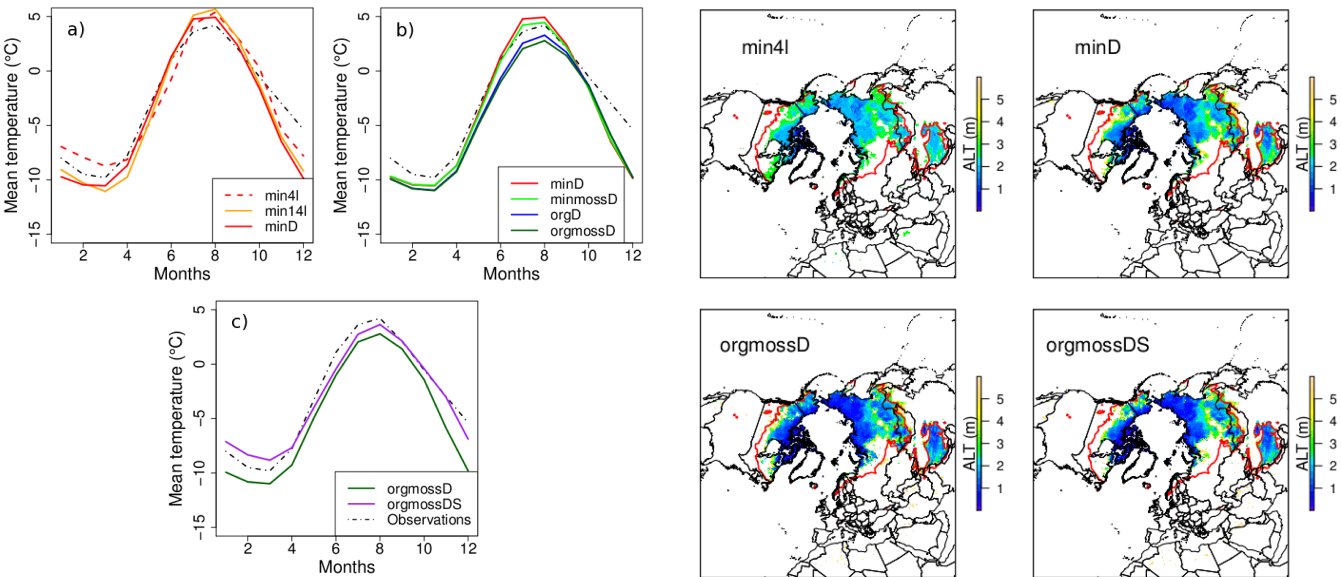 a)
Mean temperature (°C)
5
0
−5
−10
−15
min4l
min14l
minD
2 4 6 8 10 12
Months
b)
Mean temperature (°C)
5
0
−5
−10
−15
minD
minmossD
orgD
orgmossD
2 4 6 8 10 12
Months
c)
Mean temperature (°C)
5
0
−5
−10
−15
orgmossD
orgmossDS
Observations
2 4 6 8 10 12
Months
min4l
ALT (m)
5
4
3
2
1
minD
ALT (m)
5
4
3
2
1
orgmossD
ALT (m)
5
4
3
2
1
orgmossDS
ALT (m)
5
4
3
2
1